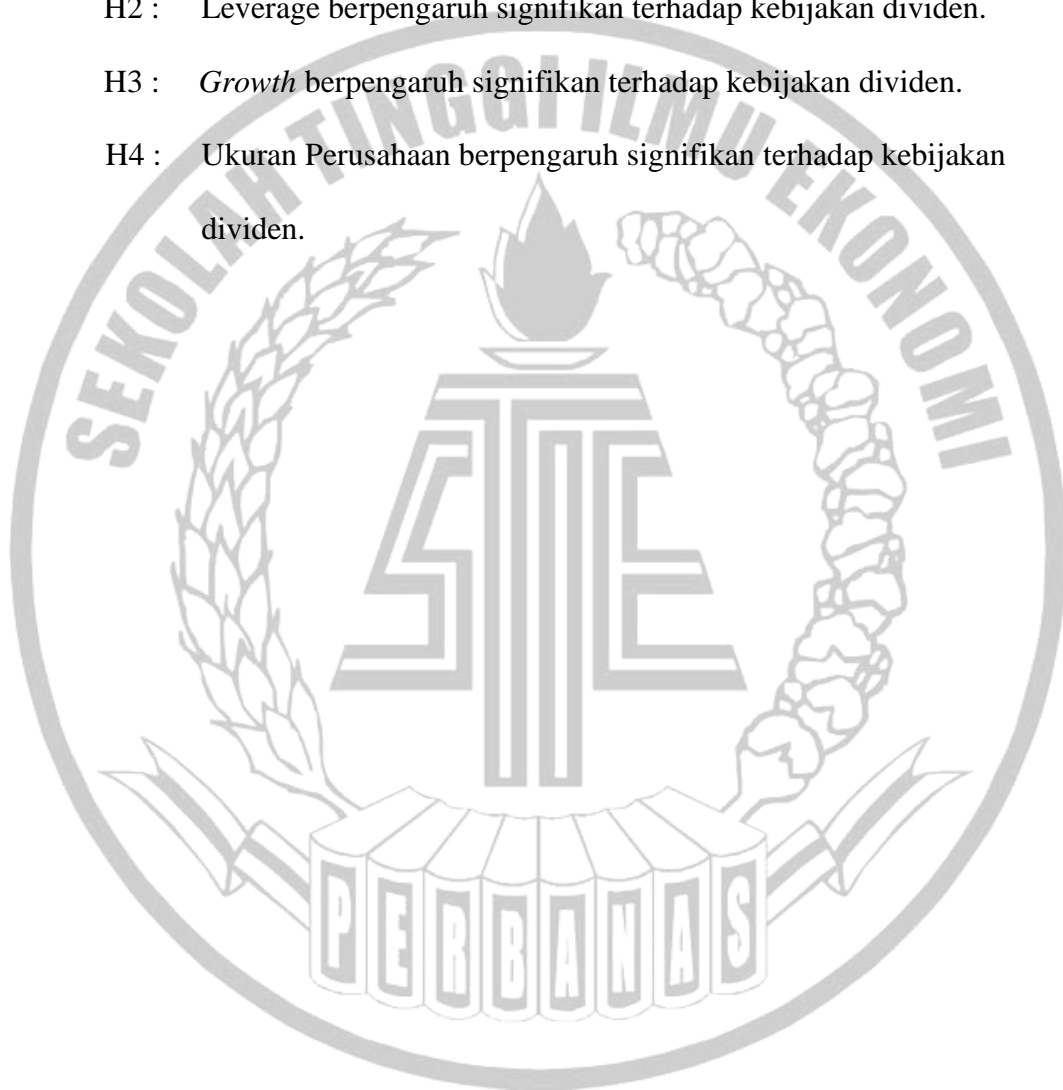 H2 : Leverage berpengaruh signifikan terhadap kebijakan dividen.
H3 : Growth berpengaruh signifikan terhadap kebijakan dividen.
H4 : Ukuran Perusahaan berpengaruh signifikan terhadap kebijakan
dividen.
SEKOLAH TINGGI ILMU EKONOMI
STIE
PERBANAS